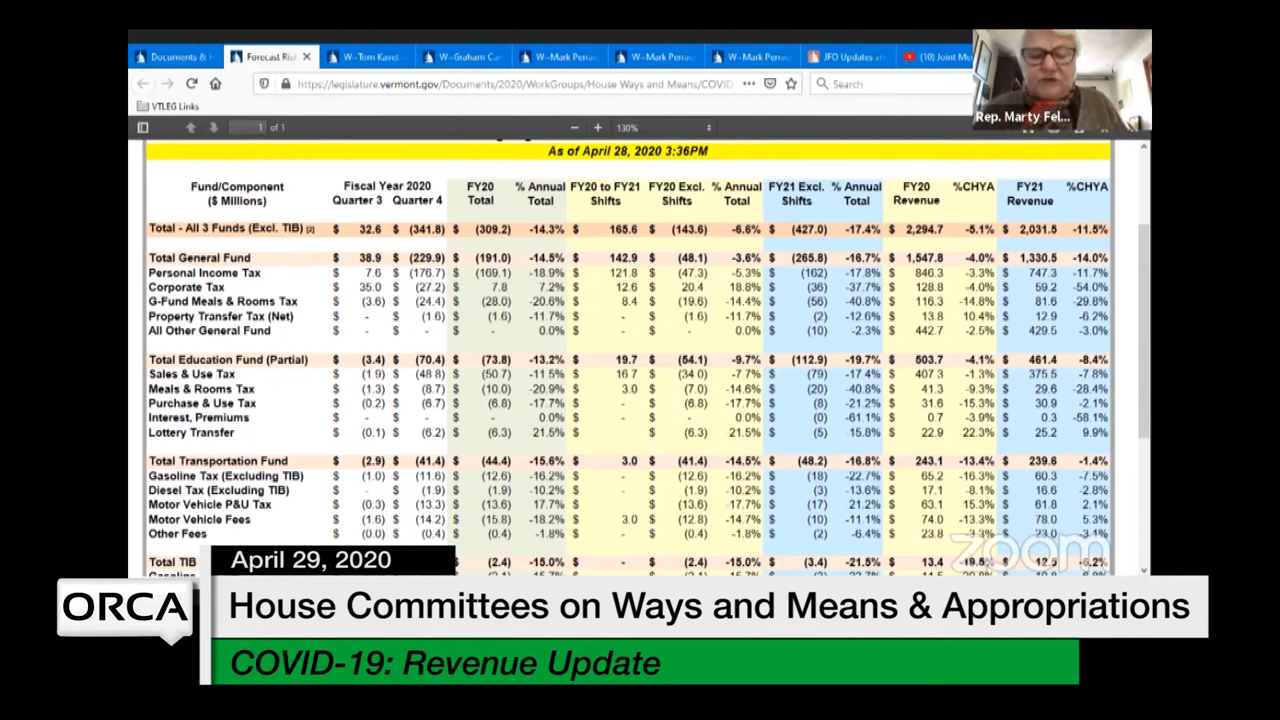 Documents & H
Forecast Risk
W~Tom Kavet
W~Graham Can
W~Mark Perrau
W~Mark Perrau
W~Mark Perrau
JFO Updates an
(10) Joint Mo
https://legislature.vermont.gov/Documents/2020/WorkGroups/House Ways and Means/COVID
Search
VTLEG Links
Rep. Marty Fel...
1 of 1
130%
As of April 28, 2020 3:36PM
Fund/Component Fiscal Year 2020 FY20 % Annual FY20 to FY21 FY20 Excl. % Annual FY21 Excl. % Annual FY20 %CHYA FY21 %CHYA
($ Millions) Quarter 3 Quarter 4 Total Total Shifts Shifts Total Shifts Total Revenue Revenue
Total - All 3 Funds (Excl. TIB) [2] $ 32.6 $ (341.8) $ (309.2) -14.3% $ 165.6 $ (143.6) -6.6% $ (427.0) -17.4% $ 2,294.7 -5.1% $ 2,031.5 -11.5%
Total General Fund $ 38.9 $ (229.9) $ (191.0) -14.5% $ 142.9 $ (48.1) -3.6% $ (265.8) -16.7% $ 1,547.8 -4.0% $ 1,330.5 -14.0%
Personal Income Tax $ 7.6 $ (176.7) $ (169.1) -18.9% $ 121.8 $ (47.3) -5.3% $ (162) -17.8% $ 846.3 -3.3% $ 747.3 -11.7%
Corporate Tax $ 35.0 $ (27.2) $ 7.8 7.2% $ 12.6 $ 20.4 18.8% $ (36) -37.7% $ 128.8 -4.0% $ 59.2 -54.0%
G-Fund Meals & Rooms Tax $ (3.6) $ (24.4) $ (28.0) -20.6% $ 8.4 $ (19.6) -14.4% $ (56) -40.8% $ 116.3 -14.8% $ 81.6 -29.8%
Property Transfer Tax (Net) $ - $ (1.6) $ (1.6) -11.7% - $ (1.6) -11.7% $ (2) -12.6% $ 13.8 10.4% $ 12.9 -6.2%
All Other General Fund $ - $ - $ - 0.0% - $ - 0.0% $ (10) -2.3% $ 442.7 -2.5% $ 429.5 -3.0%
Total Education Fund (Partial) $ (3.4) $ (70.4) $ (73.8) -13.2% $ 19.7 $ (54.1) -9.7% $ (112.9) -19.7% $ 503.7 -4.1% $ 461.4 -8.4%
Sales & Use Tax $ (1.9) $ (48.8) $ (50.7) -11.5% $ 16.7 $ (34.0) -7.7% $ (79) -17.4% $ 407.3 -1.3% $ 375.5 -7.8%
Meals & Rooms Tax $ (1.3) $ (8.7) $ (10.0) -20.9% $ 3.0 $ (7.0) -14.6% $ (20) -40.8% $ 41.3 -9.3% $ 29.6 -28.4%
Purchase & Use Tax $ (0.2) $ (6.7) $ (6.8) -17.7% - $ (6.8) -17.7% $ (8) -21.2% $ 31.6 -15.3% $ 30.9 -2.1%
Interest, Premiums $ - $ - $ - 0.0% - $ (0) 0.0% $ (0) -61.1% $ 0.7 -3.9% $ 0.3 -58.1%
Lottery Transfer $ (0.1) $ (6.2) $ (6.3) 21.5% $ (6.3) 21.5% $ (5) 15.8% $ 22.9 22.3% $ 25.2 9.9%
Total Transportation Fund $ (2.9) $ (41.4) $ (44.4) -15.6% $ 3.0 $ (41.4) -14.5% $ (48.2) -16.8% $ 243.1 -13.4% $ 239.6 -1.4%
Gasoline Tax (Excluding TIB) $ (1.0) $ (11.6) $ (12.6) -16.2% - $ (12.6) -16.2% $ (18) -22.7% $ 65.2 -16.3% $ 60.3 -7.5%
Diesel Tax (Excluding TIB) $ - $ (1.9) $ (1.9) -10.2% - $ (1.9) -10.2% $ (3) -13.6% $ 17.1 -8.1% $ 16.6 -2.8%
Motor Vehicle P&U Tax $ (0.3) $ (13.3) $ (13.6) 17.7% - $ (13.6) -17.7% $ (17) 21.2% $ 63.1 15.3% $ 61.8 2.1%
Motor Vehicle Fees $ (1.6) $ (14.2) $ (15.8) -18.2% $ 3.0 $ (12.8) -14.7% $ (10) -11.1% $ 74.0 -13.3% $ 78.0 5.3%
Other Fees $ (0.0) $ (0.4) $ (0.4) -1.8% - $ (0.4) -1.8% $ (2) -6.4% $ 23.8 -3.3% $ 23.0 -3.1%
Total TIB $ (2.4) -15.0% $ - $ (2.4) -15.0% $ (3.4) -21.5% $ 13.4 -19.5% $ 12.5 -6.2%
zoom
April 29, 2020
ORCA
House Committees on Ways and Means & Appropriations
COVID-19: Revenue Update